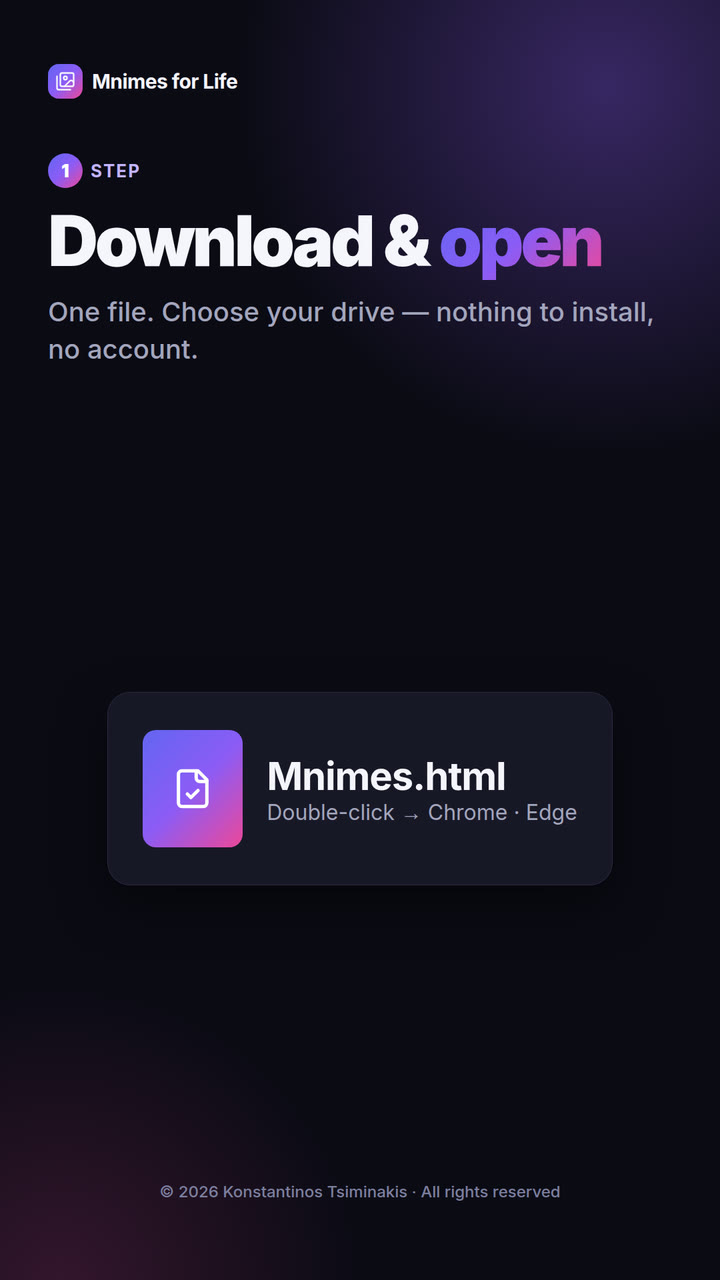 Mnimes for Life
1 STEP
Download & open
One file. Choose your drive — nothing to install,
no account.
Mnimes.html
Double-click → Chrome · Edge
© 2026 Konstantinos Tsiminakis · All rights reserved